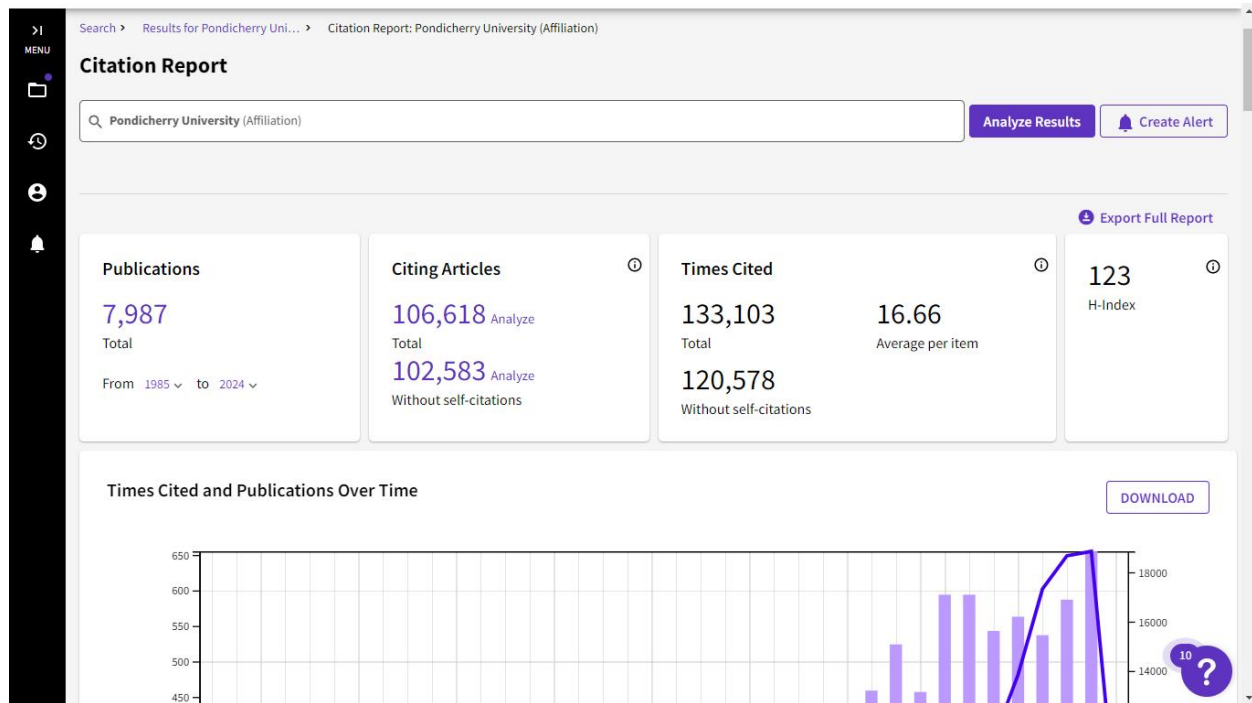 MENU
Search > Results for Pondicherry Uni... > Citation Report: Pondicherry University (Affiliation)
Citation Report
Pondicherry University (Affiliation)
Analyze Results
Create Alert
Export Full Report
Publications
7,987
Total
From 1985 to 2024
Citing Articles
106,618 Analyze
Total
102,583 Analyze
Without self-citations
Times Cited
133,103
Total
120,578
Without self-citations
16.66
Average per item
123
H-Index
Times Cited and Publications Over Time
DOWNLOAD
650
600
550
500
450
18000
16000
14000
10
?